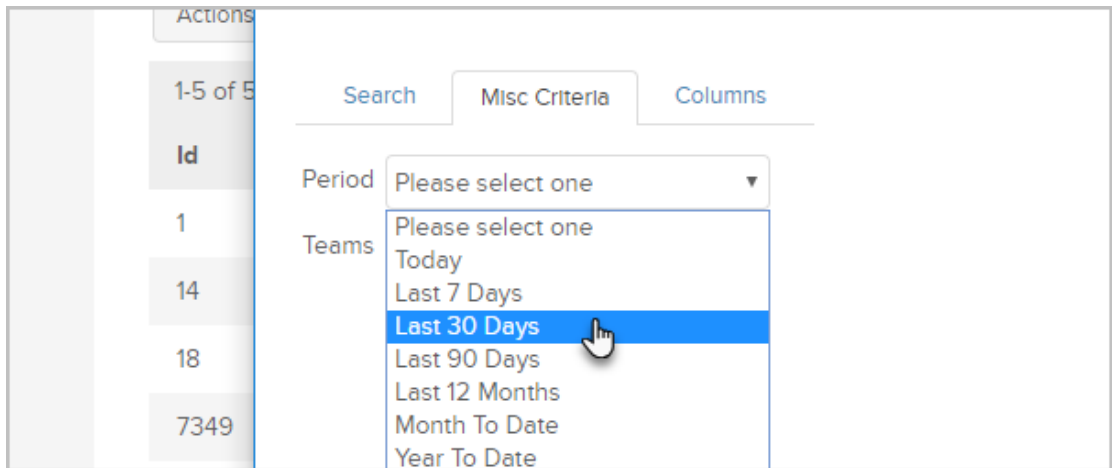 Actions
1-5 of 5
Id
1
14
18
7349
Search Misc Criteria Columns
Period Please select one
Teams
Please select one
Today
Last 7 Days
Last 30 Days
Last 90 Days
Last 12 Months
Month To Date
Year To Date